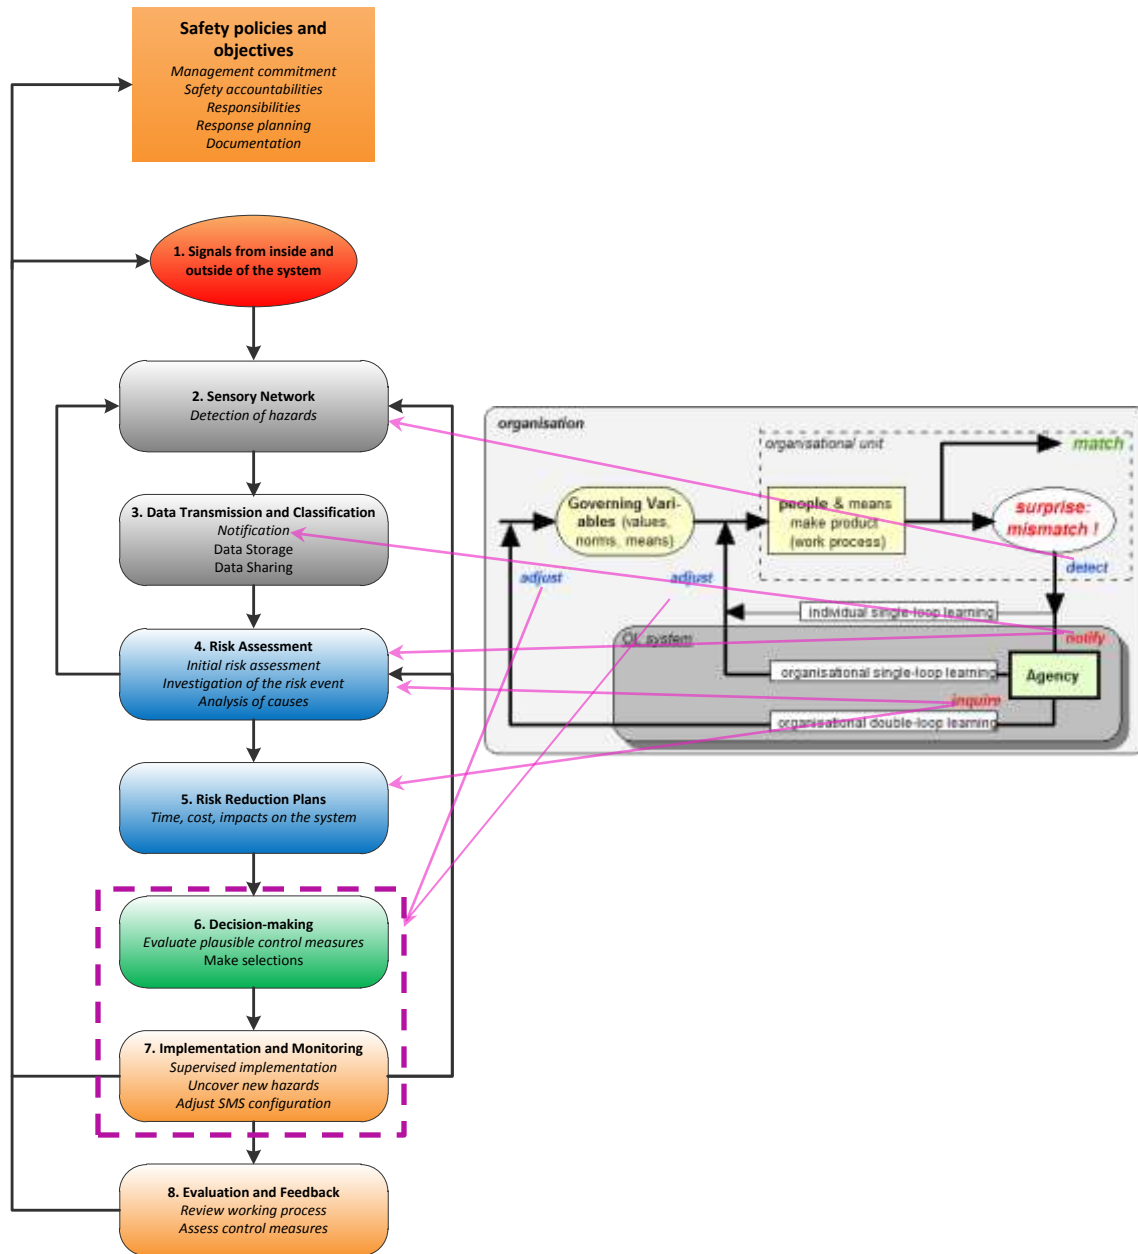 Safety policies and
objectives
Management commitment
Safety accountabilities
Responsibilities
Response planning
Documentation
1. Signals from inside and
outside of the system
2. Sensory Network
Detection of hazards
3. Data Transmission and Classification
Notification
Data Storage
Data Sharing
4. Risk Assessment
Initial risk assessment
Investigation of the risk event
Analysis of causes
5. Risk Reduction Plans
Time, cost, impacts on the system
6. Decision-making
Evaluate plausible control measures
Make selections
7. Implementation and Monitoring
Supervised implementation
Uncover new hazards
Adjust SMS configuration
8. Evaluation and Feedback
Review working process
Assess control measures
organisation
organisational unit
match
Governing Vari-
ables (values,
norms, means)
people & means
make product
(work process)
surprise:
mismatch !
adjust
adjust
detect
individual single-loop learning
OL system
notify
organisational single-loop learning
Agency
inquire
organisational double-loop learning